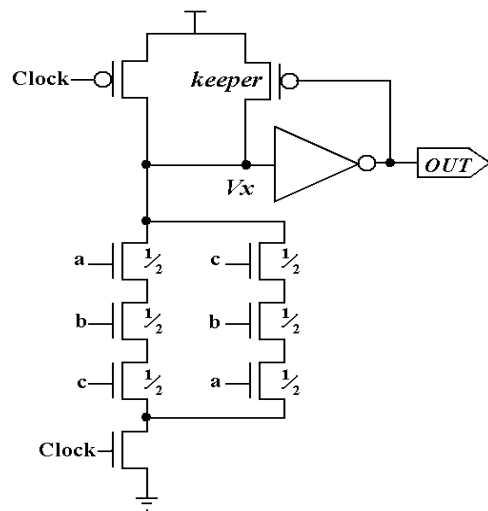 Clock
keeper
Vx
OUT
a 1/2 c 1/2
b 1/2 b 1/2
c 1/2 a 1/2
Clock